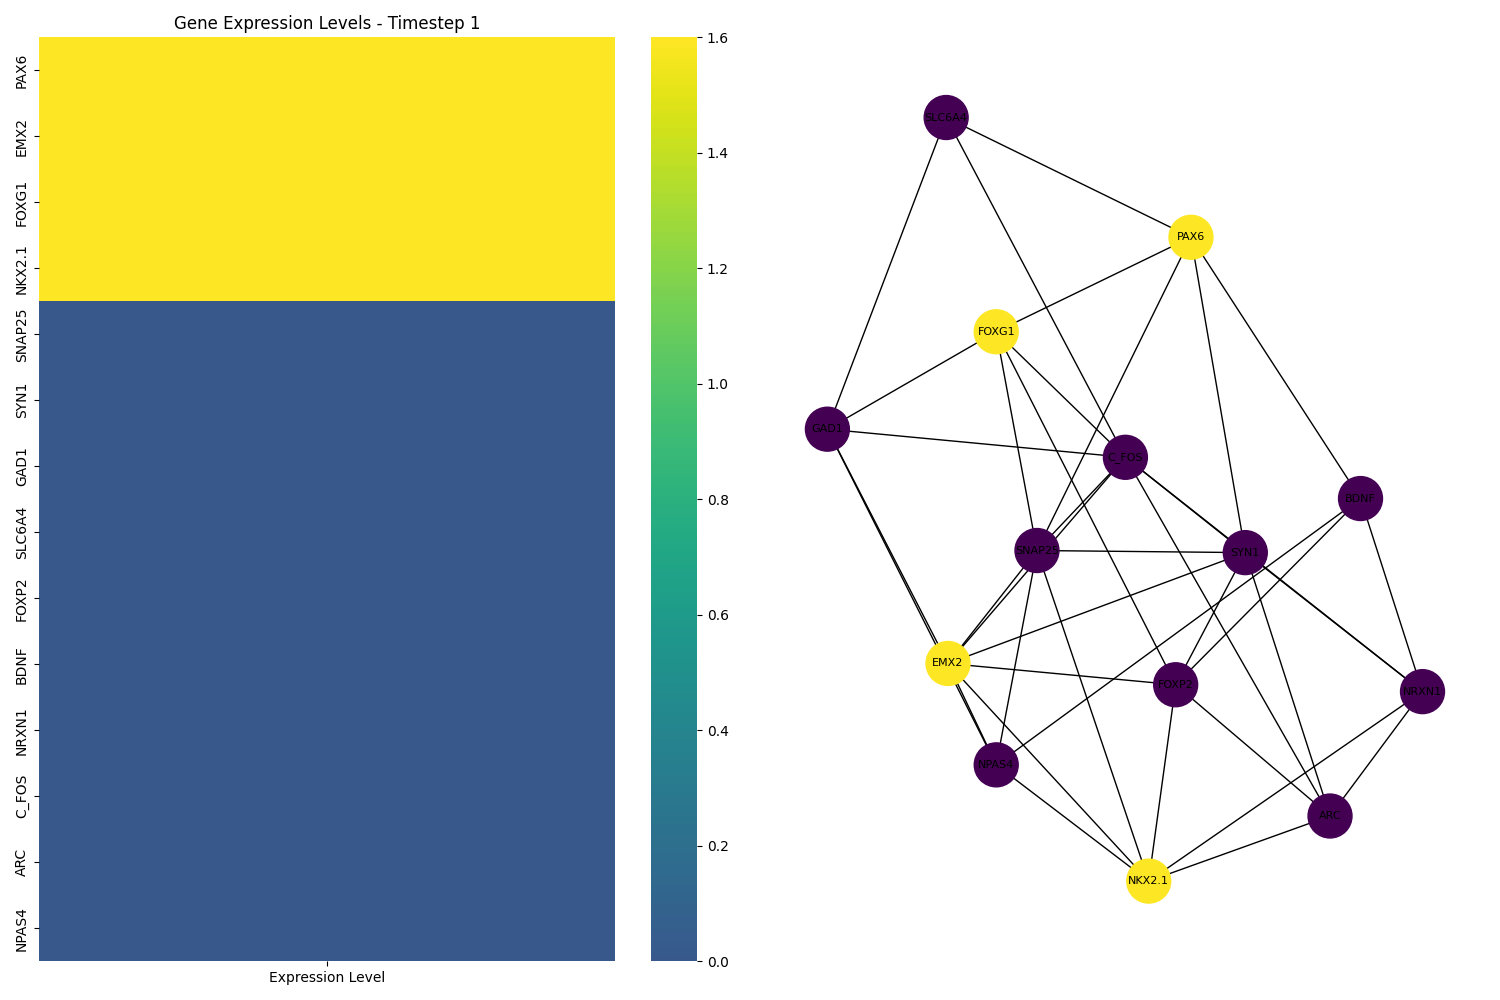 Gene Expression Levels - Timestep 1
PAX6
EMX2
FOXG1
NKX2.1
SNAP25
SYN1
GAD1
SLC6A4
FOXP2
BDNF
NRXN1
C_FOS
ARC
NPAS4
Expression Level
1.6
1.4
1.2
1.0
0.8
0.6
0.4
0.2
0.0
SLC6A4
PAX6
FOXG1
GAD1
C_FOS
BDNF
SNAP25
SYN1
EMX2
FOXP2
NRXN1
NPAS4
ARC
NKX2.1